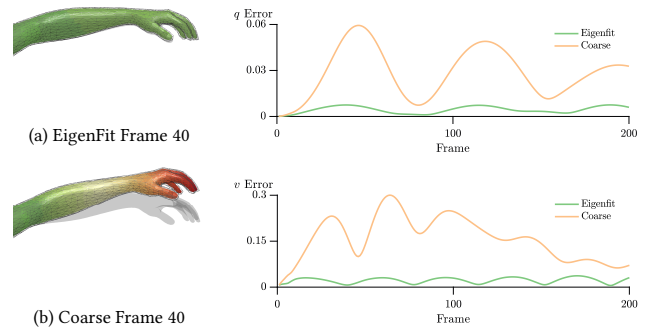 q Error
0.06
0.03
0
0
100
200
Frame
Eigenfit
Coarse
(a) EigenFit Frame 40
v Error
0.3
0.15
0
0
100
200
Frame
Eigenfit
Coarse
(b) Coarse Frame 40